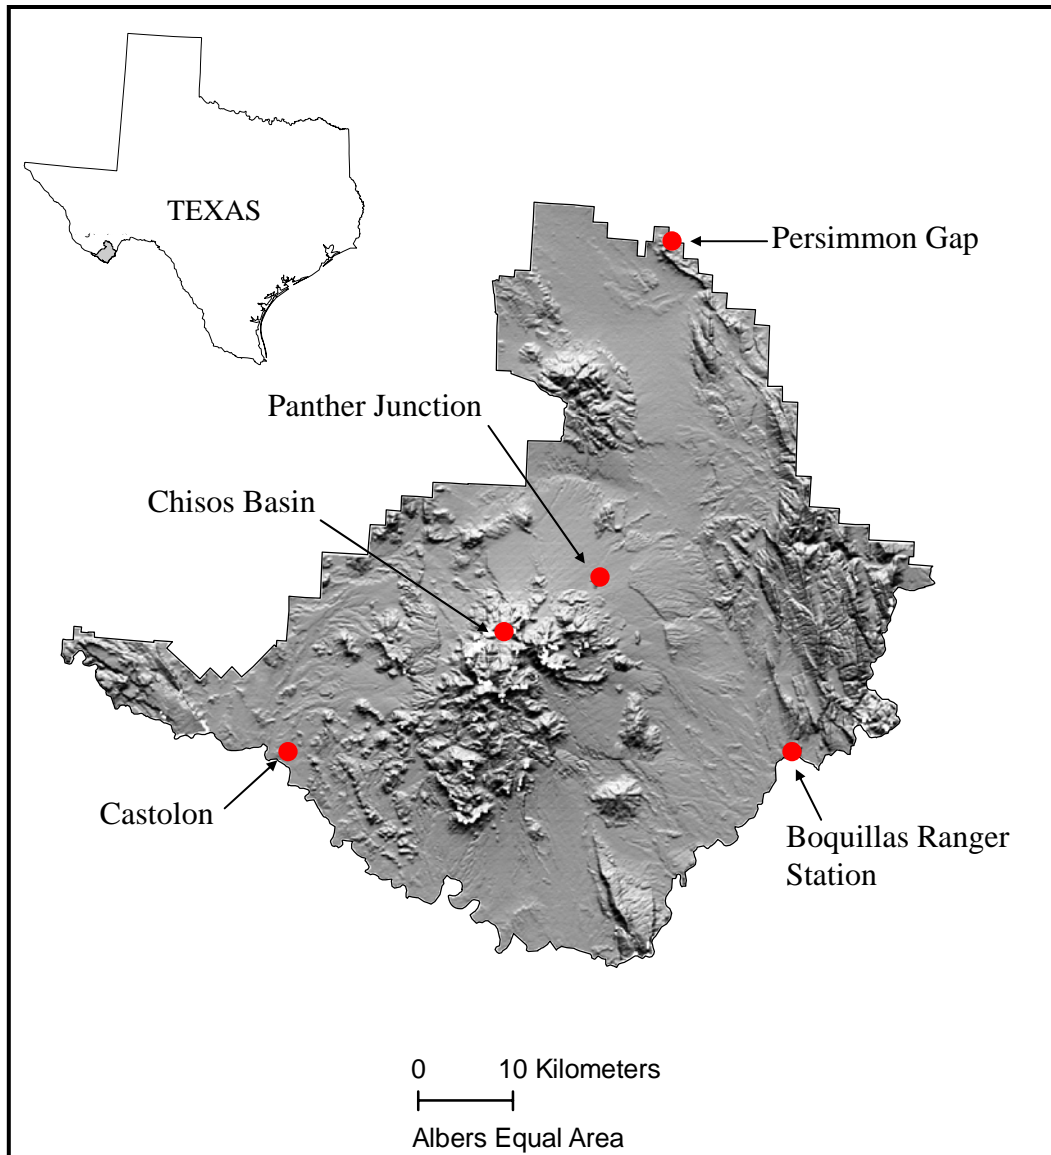 TEXAS
Persimmon Gap
Panther Junction
Chisos Basin
Castolon
Boquillas Ranger
Station
0 10 Kilometers
Albers Equal Area